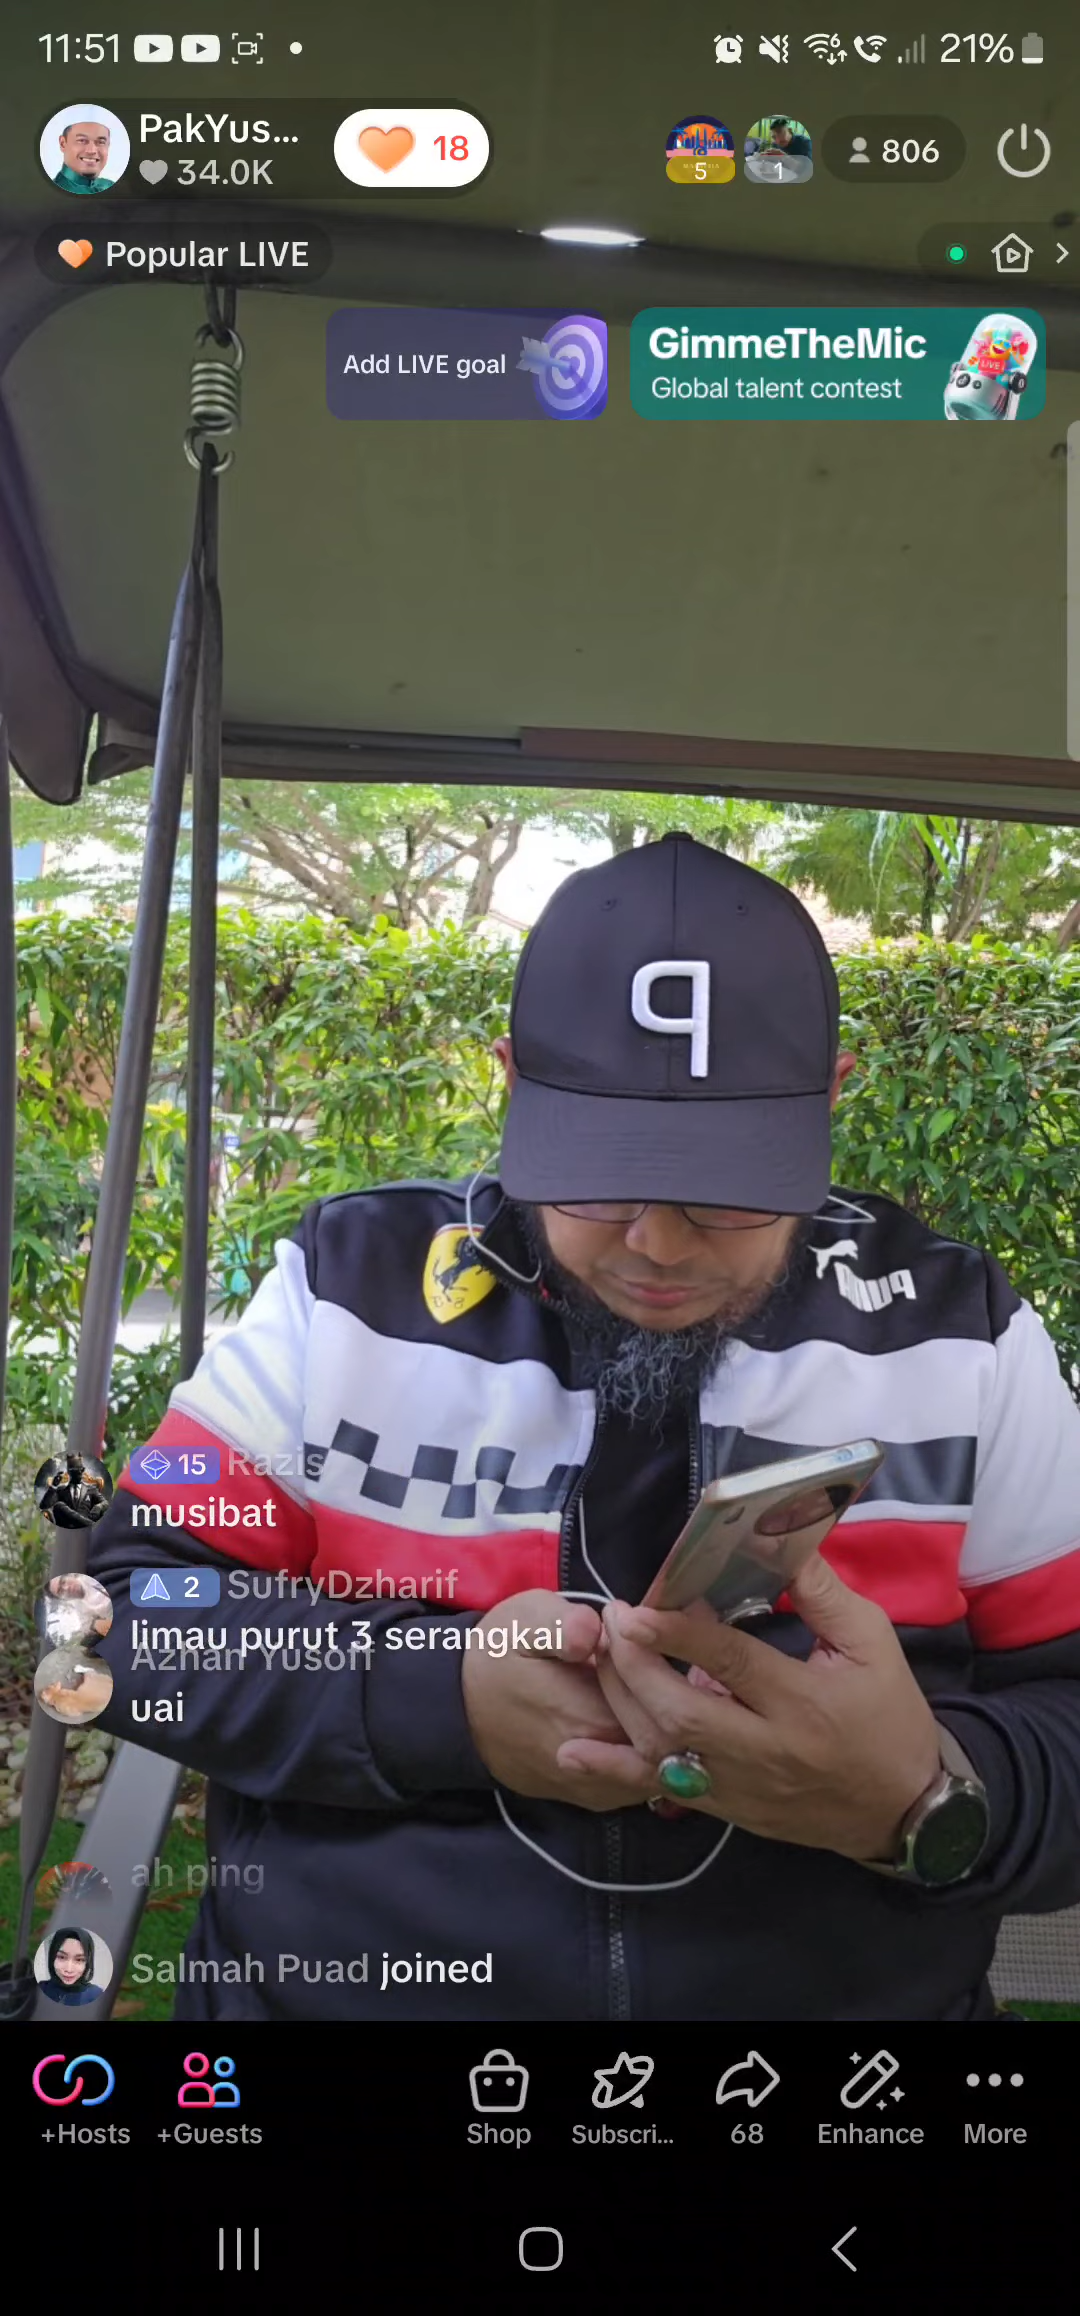 11:51
21%
PakYus...
34.0K
18
5
1
806
Popular LIVE
Add LIVE goal
GimmeTheMic
Global talent contest
LIVE
P
PUMA
15 Razis
musibat
2 SufryDzharif
limau purut 3 serangkai
Azhan Yusoff
uai
ah ping
Salmah Puad joined
+Hosts
+Guests
Shop
Subscri...
68
Enhance
More